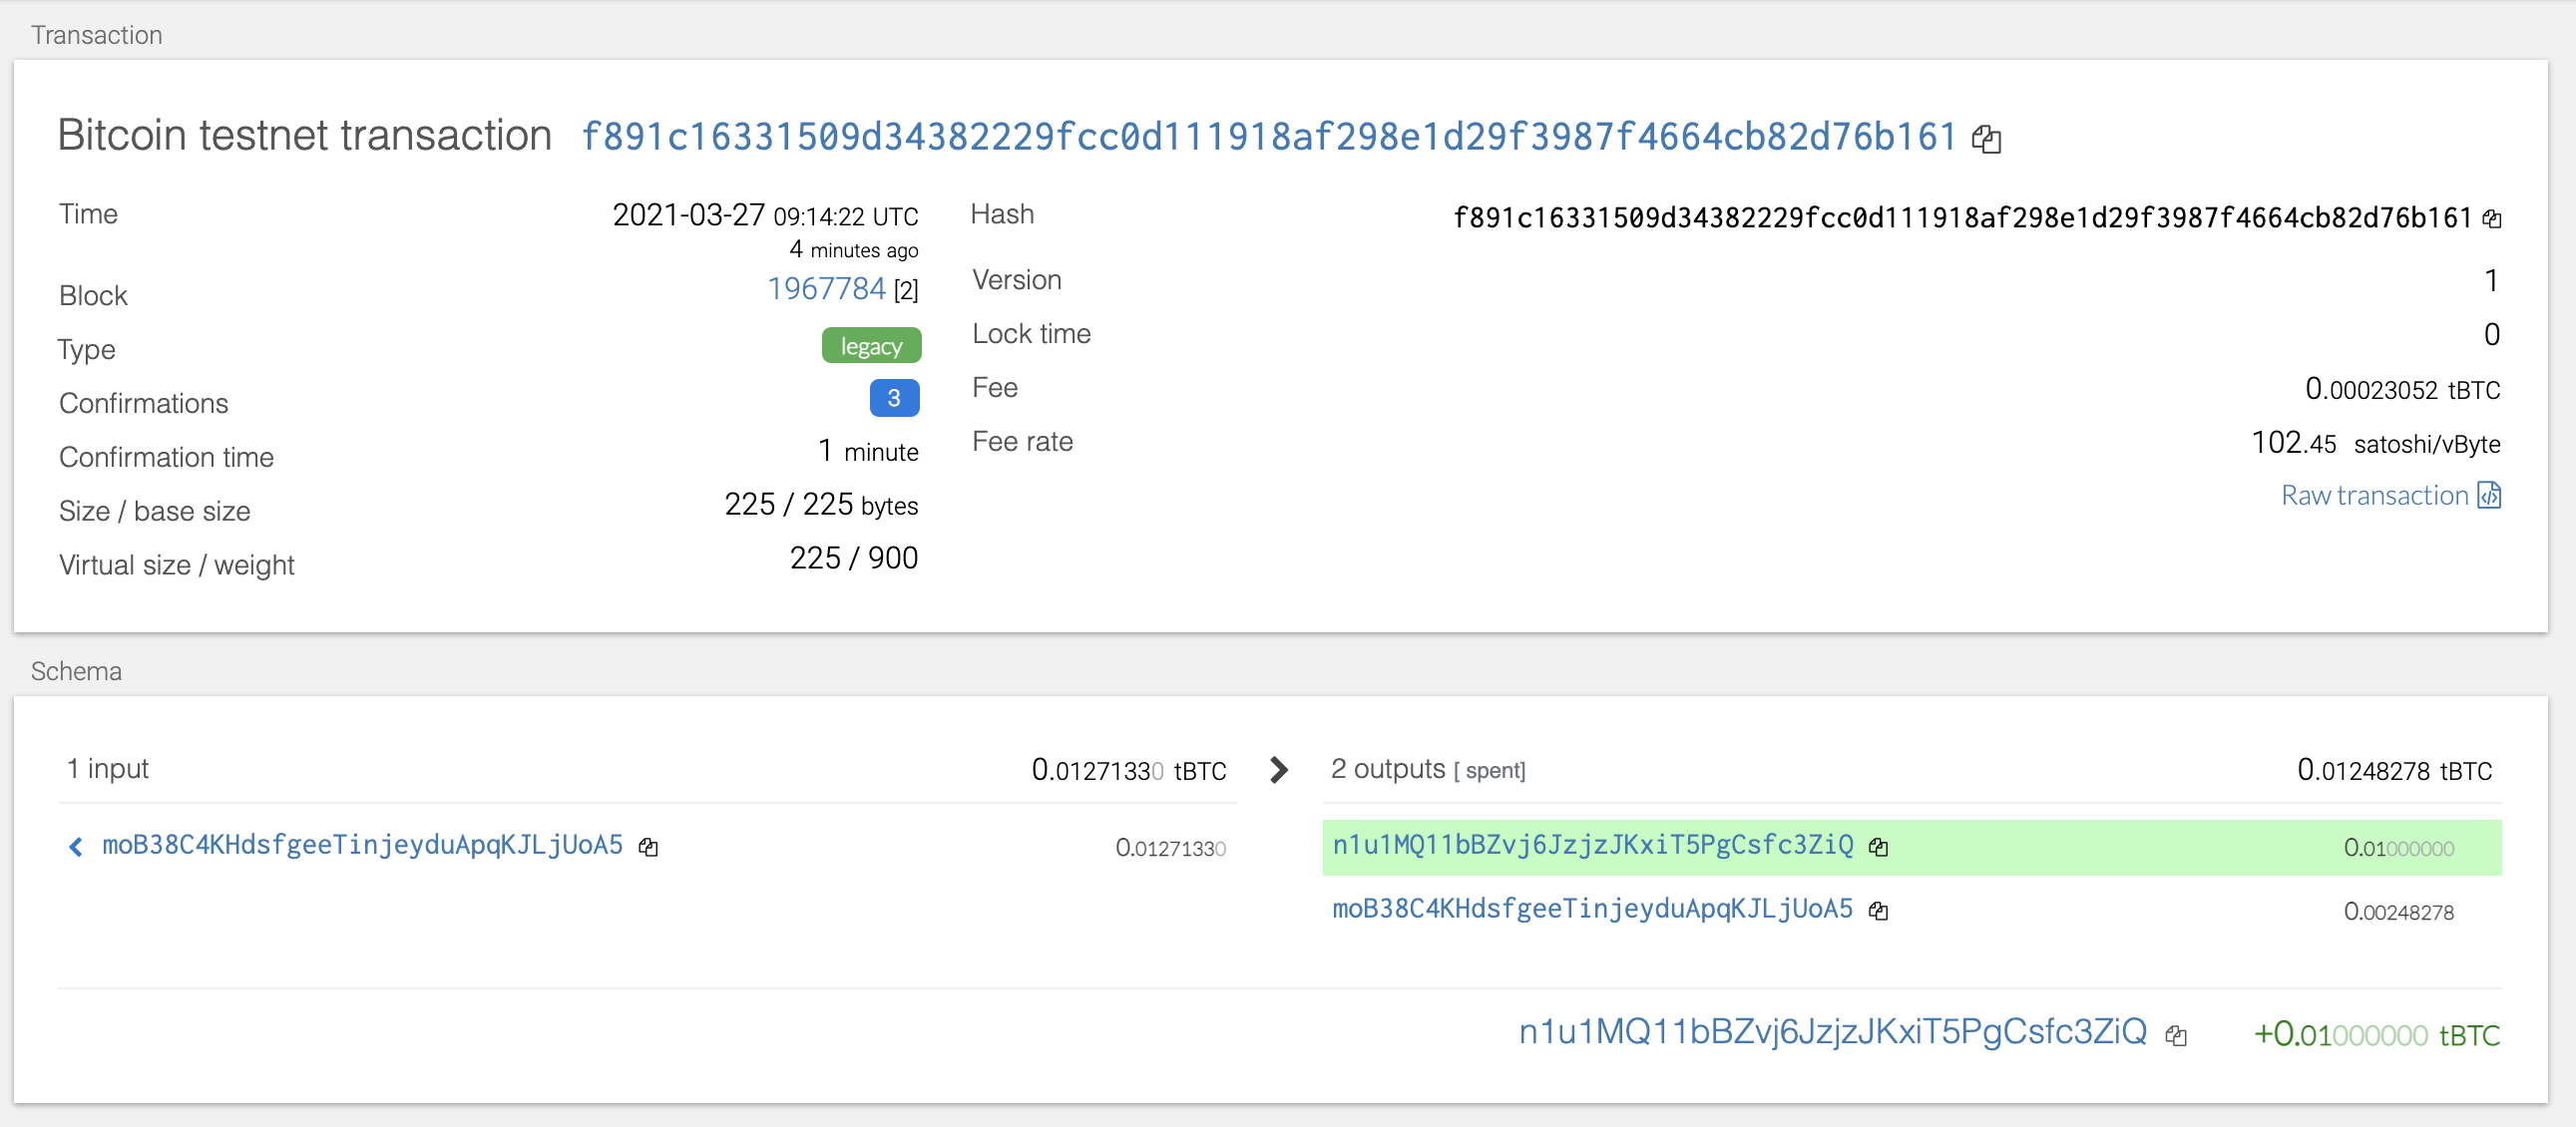 Transaction
Bitcoin testnet transaction f891c16331509d34382229fcc0d111918af298e1d29f3987f4664cb82d76b161
Time 2021-03-27 09:14:22 UTC
4 minutes ago
Block 1967784 [2]
Type legacy
Confirmations 3
Confirmation time 1 minute
Size / base size 225 / 225 bytes
Virtual size / weight 225 / 900
Hash f891c16331509d34382229fcc0d111918af298e1d29f3987f4664cb82d76b161
Version 1
Lock time 0
Fee 0.00023052 tBTC
Fee rate 102.45 satoshi/vByte
Raw transaction
Schema
1 input 0.01271330 tBTC
moB38C4KHdsfgeeTinjeyduApqKJLjUoA5 0.01271330
2 outputs [ spent] 0.01248278 tBTC
n1u1MQ11bBZvj6JzjzJKxiT5PgCsfc3ZiQ 0.01000000
moB38C4KHdsfgeeTinjeyduApqKJLjUoA5 0.00248278
n1u1MQ11bBZvj6JzjzJKxiT5PgCsfc3ZiQ +0.01000000 tBTC